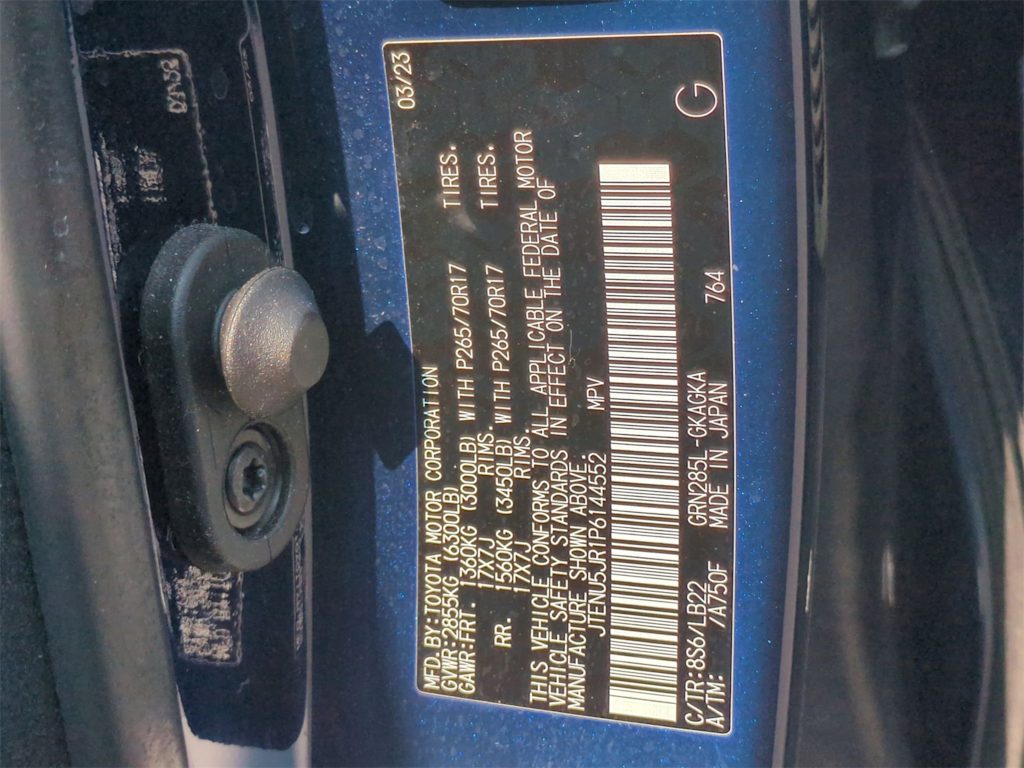 MFD.BY:TOYOTA MOTOR CORPORATION 03/23
GVWR:2855KG (6300LB)
GAWR:FRT. 1360KG (3000LB) WITH P265/70R17 TIRES.
17X7J RIMS.
RR. 1560KG (3450LB) WITH P265/70R17 TIRES.
17X7J RIMS.
THIS VEHICLE CONFORMS TO ALL APPLICABLE FEDERAL MOTOR
VEHICLE SAFETY STANDARDS IN EFFECT ON THE DATE OF
MANUFACTURE SHOWN ABOVE.
JTENU5JR1P6144552 MPV
C/TR:8S6/LB22 GRN285L-GKAGKA 764
A/TM: /A750F MADE IN JAPAN
G